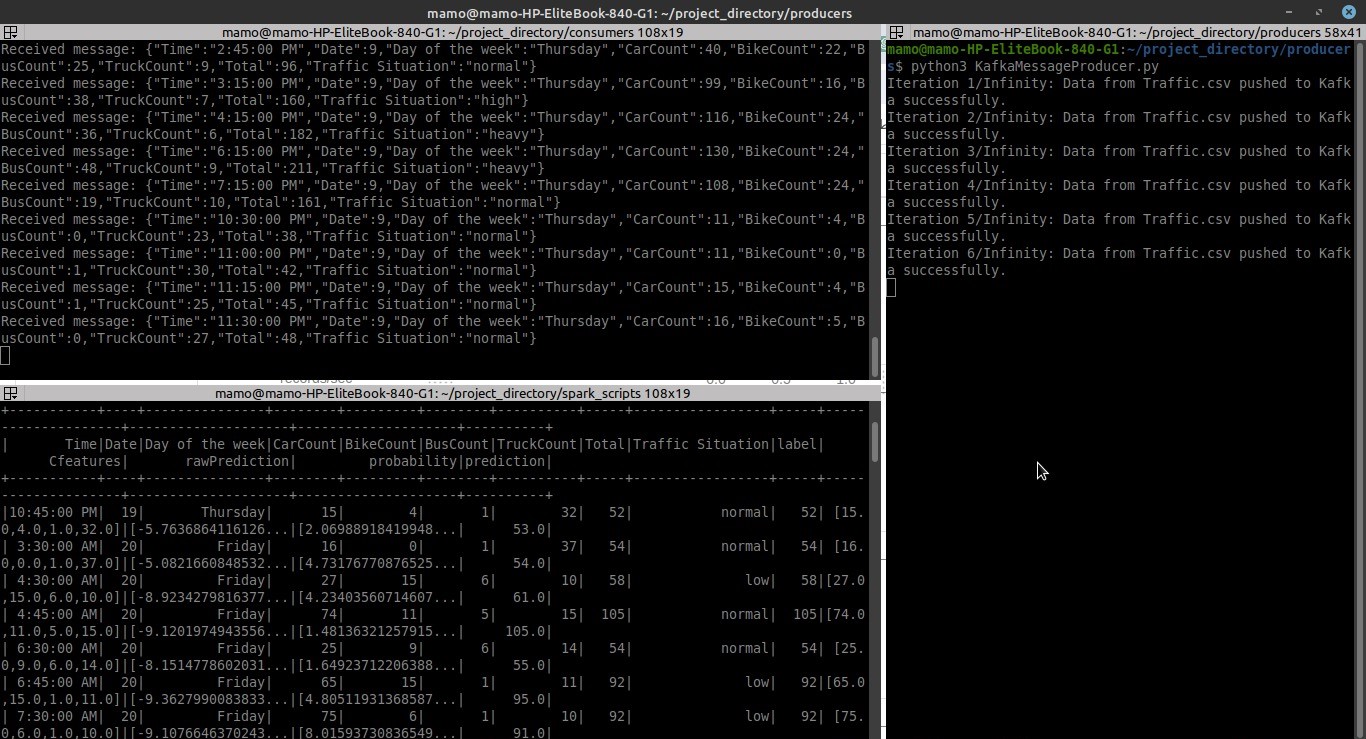 mamo@mamo-HP-EliteBook-840-G1: ~/project_directory/producers
mamo@mamo-HP-EliteBook-840-G1: ~/project_directory/consumers 108x19
Received message: {"Time":"2:45:00 PM","Date":9,"Day of the week":"Thursday","CarCount":40,"BikeCount":22,"B
usCount":25,"TruckCount":9,"Total":96,"Traffic Situation":"normal"}
Received message: {"Time":"3:15:00 PM","Date":9,"Day of the week":"Thursday","CarCount":99,"BikeCount":16,"B
usCount":38,"TruckCount":7,"Total":160,"Traffic Situation":"high"}
Received message: {"Time":"4:15:00 PM","Date":9,"Day of the week":"Thursday","CarCount":116,"BikeCount":24,"
BusCount":36,"TruckCount":6,"Total":182,"Traffic Situation":"heavy"}
Received message: {"Time":"6:15:00 PM","Date":9,"Day of the week":"Thursday","CarCount":130,"BikeCount":24,"
BusCount":48,"TruckCount":9,"Total":211,"Traffic Situation":"heavy"}
Received message: {"Time":"7:15:00 PM","Date":9,"Day of the week":"Thursday","CarCount":108,"BikeCount":24,"
BusCount":19,"TruckCount":10,"Total":161,"Traffic Situation":"normal"}
Received message: {"Time":"10:30:00 PM","Date":9,"Day of the week":"Thursday","CarCount":11,"BikeCount":4,"B
usCount":0,"TruckCount":23,"Total":38,"Traffic Situation":"normal"}
Received message: {"Time":"11:00:00 PM","Date":9,"Day of the week":"Thursday","CarCount":11,"BikeCount":0,"B
usCount":1,"TruckCount":30,"Total":42,"Traffic Situation":"normal"}
Received message: {"Time":"11:15:00 PM","Date":9,"Day of the week":"Thursday","CarCount":15,"BikeCount":4,"B
usCount":1,"TruckCount":25,"Total":45,"Traffic Situation":"normal"}
Received message: {"Time":"11:30:00 PM","Date":9,"Day of the week":"Thursday","CarCount":16,"BikeCount":5,"B
usCount":0,"TruckCount":27,"Total":48,"Traffic Situation":"normal"}
mamo@mamo-HP-EliteBook-840-G1: ~/project_directory/spark_scripts 108x19
+-----------+----+---------------+--------+---------+--------+----------+-----+-----------------+-----+-----
---------------+--------------------+--------------------+----------+
|       Time|Date|Day of the week|CarCount|BikeCount|BusCount|TruckCount|Total|Traffic Situation|label|
      Cfeatures|       rawPrediction|         probability|prediction|
+-----------+----+---------------+--------+---------+--------+----------+-----+-----------------+-----+-----
---------------+--------------------+--------------------+----------+
|10:45:00 PM|  19|       Thursday|      15|        4|       1|        32|   52|           normal|   52| [15.
0,4.0,1.0,32.0]|[-5.7636864116126...|[2.06988918419948...|      53.0|
| 3:30:00 AM|  20|         Friday|      16|        0|       1|        37|   54|           normal|   54| [16.
0,0.0,1.0,37.0]|[-5.0821660848532...|[4.73176770876525...|      54.0|
| 4:30:00 AM|  20|         Friday|      27|       15|       6|        10|   58|              low|   58|[27.0
,15.0,6.0,10.0]|[-8.9234279816377...|[4.23403560714607...|      61.0|
| 4:45:00 AM|  20|         Friday|      74|       11|       5|        15|  105|           normal|  105|[74.0
,11.0,5.0,15.0]|[-9.1201974943556...|[1.48136321257915...|     105.0|
| 6:30:00 AM|  20|         Friday|      25|        9|       6|        14|   54|           normal|   54| [25.
0,9.0,6.0,14.0]|[-8.1514778602031...|[1.64923712206388...|      55.0|
| 6:45:00 AM|  20|         Friday|      65|       15|       1|        11|   92|              low|   92|[65.0
,15.0,1.0,11.0]|[-9.3627990083833...|[4.80511931368587...|      95.0|
| 7:30:00 AM|  20|         Friday|      75|        6|       1|        10|   92|              low|   92| [75.
0,6.0,1.0,10.0]|[-9.1076646370243...|[8.01593730836549...|      91.0|
mamo@mamo-HP-EliteBook-840-G1: ~/project_directory/producers 58x41
mamo@mamo-HP-EliteBook-840-G1:~/project_directory/producer
s$ python3 KafkaMessageProducer.py
Iteration 1/Infinity: Data from Traffic.csv pushed to Kafk
a successfully.
Iteration 2/Infinity: Data from Traffic.csv pushed to Kafk
a successfully.
Iteration 3/Infinity: Data from Traffic.csv pushed to Kafk
a successfully.
Iteration 4/Infinity: Data from Traffic.csv pushed to Kafk
a successfully.
Iteration 5/Infinity: Data from Traffic.csv pushed to Kafk
a successfully.
Iteration 6/Infinity: Data from Traffic.csv pushed to Kafk
a successfully.